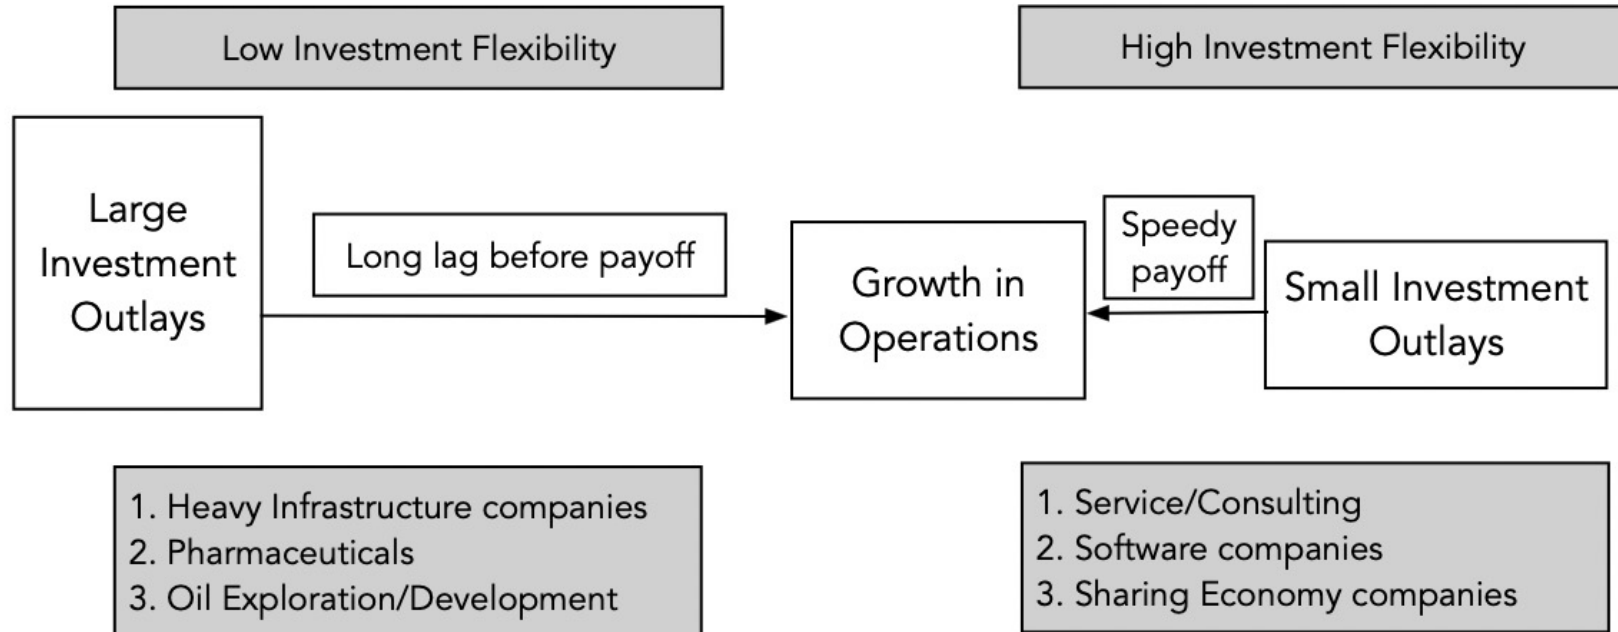 Low Investment Flexibility
High Investment Flexibility
Large
Investment
Outlays
Long lag before payoff
Growth in
Operations
Speedy
payoff
Small Investment
Outlays
1. Heavy Infrastructure companies
2. Pharmaceuticals
3. Oil Exploration/Development
1. Service/Consulting
2. Software companies
3. Sharing Economy companies